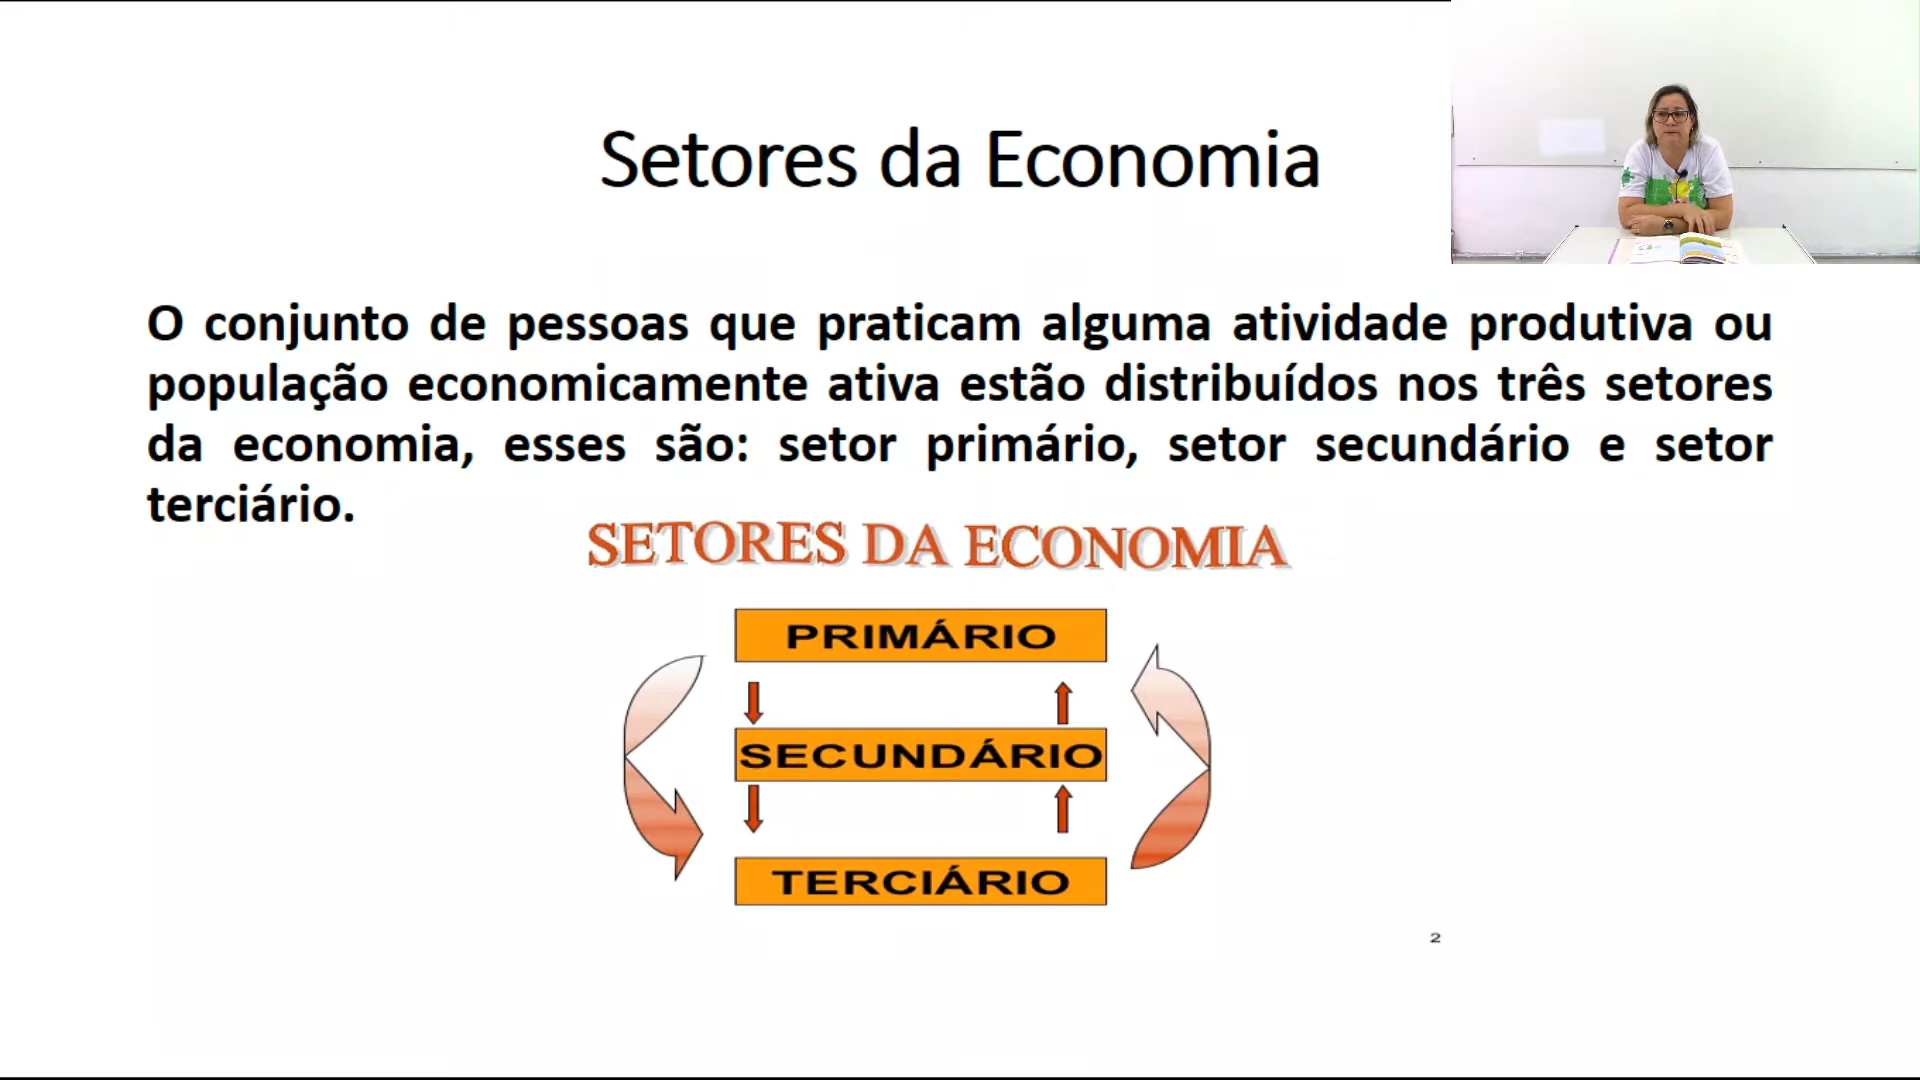 Setores da Economia
O conjunto de pessoas que praticam alguma atividade produtiva ou
população economicamente ativa estão distribuídos nos três setores
da economia, esses são: setor primário, setor secundário e setor
terciário.
SETORES DA ECONOMIA
PRIMÁRIO
SECUNDÁRIO
TERCIÁRIO
2